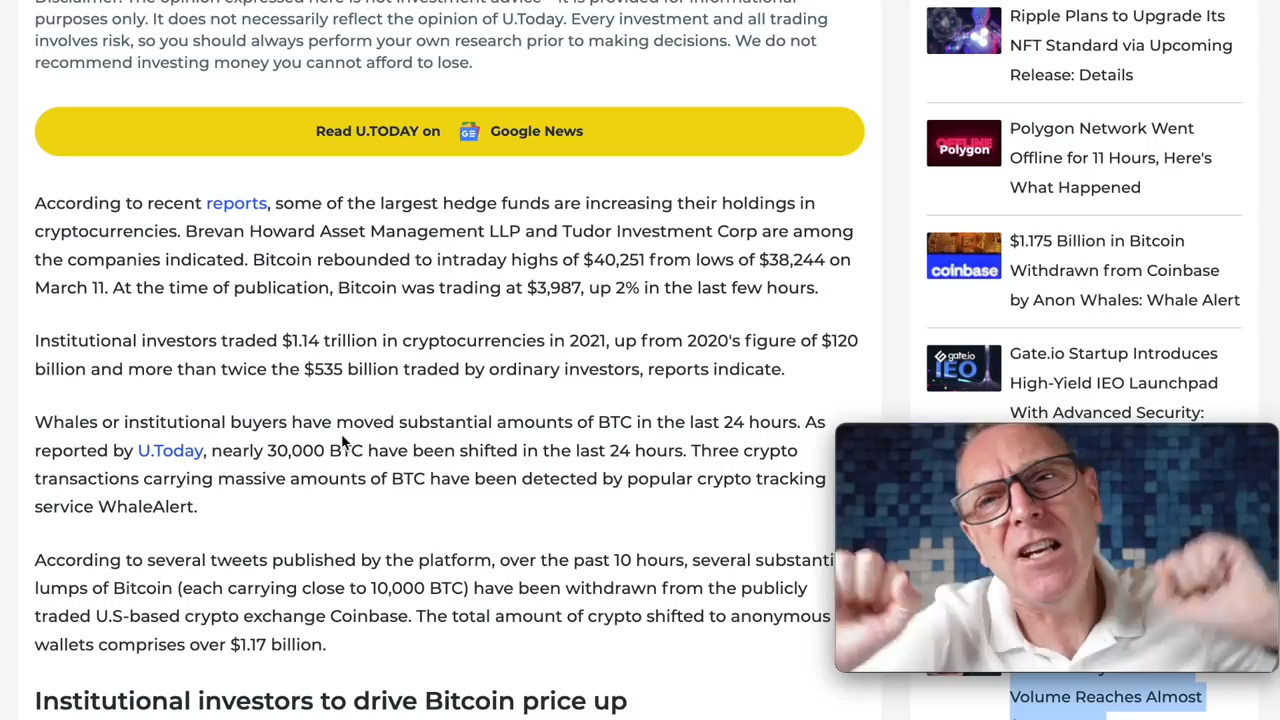 Disclaimer: The opinion expressed here is not investment advice – it is provided for informational
purposes only. It does not necessarily reflect the opinion of U.Today. Every investment and all trading
involves risk, so you should always perform your own research prior to making decisions. We do not
recommend investing money you cannot afford to lose.
Read U.TODAY on Google News
According to recent reports, some of the largest hedge funds are increasing their holdings in
cryptocurrencies. Brevan Howard Asset Management LLP and Tudor Investment Corp are among
the companies indicated. Bitcoin rebounded to intraday highs of $40,251 from lows of $38,244 on
March 11. At the time of publication, Bitcoin was trading at $3,987, up 2% in the last few hours.
Institutional investors traded $1.14 trillion in cryptocurrencies in 2021, up from 2020's figure of $120
billion and more than twice the $535 billion traded by ordinary investors, reports indicate.
Whales or institutional buyers have moved substantial amounts of BTC in the last 24 hours. As
reported by U.Today, nearly 30,000 BTC have been shifted in the last 24 hours. Three crypto
transactions carrying massive amounts of BTC have been detected by popular crypto tracking
service WhaleAlert.
According to several tweets published by the platform, over the past 10 hours, several substanti
lumps of Bitcoin (each carrying close to 10,000 BTC) have been withdrawn from the publicly
traded U.S-based crypto exchange Coinbase. The total amount of crypto shifted to anonymous
wallets comprises over $1.17 billion.
Institutional investors to drive Bitcoin price up
Ripple Plans to Upgrade Its
NFT Standard via Upcoming
Release: Details
OFFLINE
Polygon
Polygon Network Went
Offline for 11 Hours, Here's
What Happened
coinbase
$1.175 Billion in Bitcoin
Withdrawn from Coinbase
by Anon Whales: Whale Alert
gate.io
IEO
Gate.io Startup Introduces
High-Yield IEO Launchpad
With Advanced Security:
Volume Reaches Almost